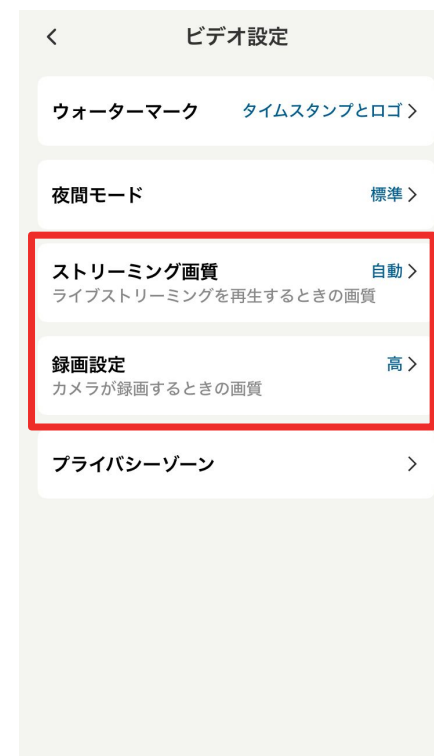 ビデオ設定
ウォーターマーク タイムスタンプとロゴ
夜間モード 標準
ストリーミング画質 自動
ライブストリーミングを再生するときの画質
録画設定 高
カメラが録画するときの画質
プライバシーゾーン